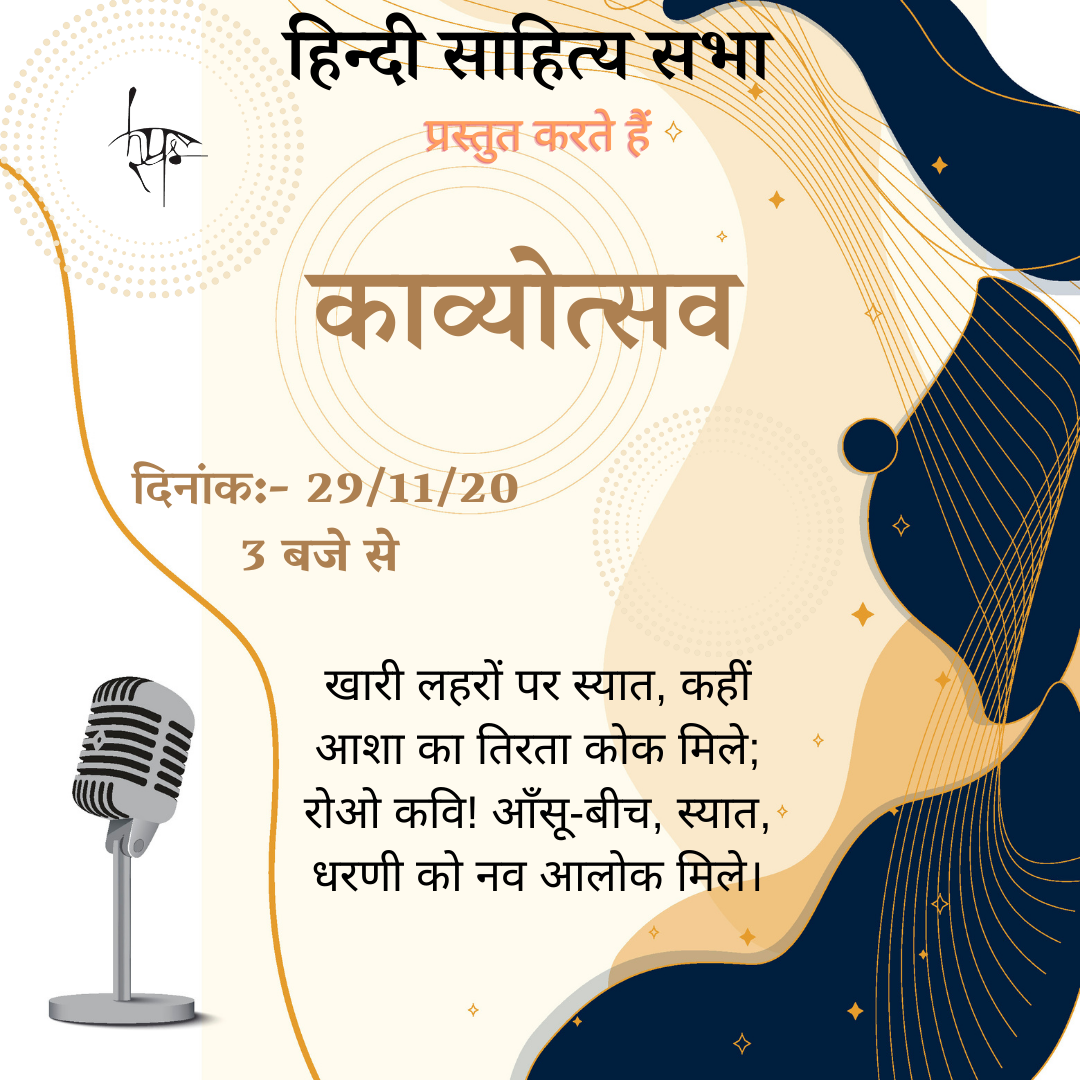 हिन्दी साहित्य सभा
प्रस्तुत करते हैं
काव्योत्सव
दिनांक:- 29/11/20
3 बजे से
खारी लहरों पर स्यात, कहीं
आशा का तिरता कोक मिले;
रोओ कवि! आँसू-बीच, स्यात,
धरणी को नव आलोक मिले।